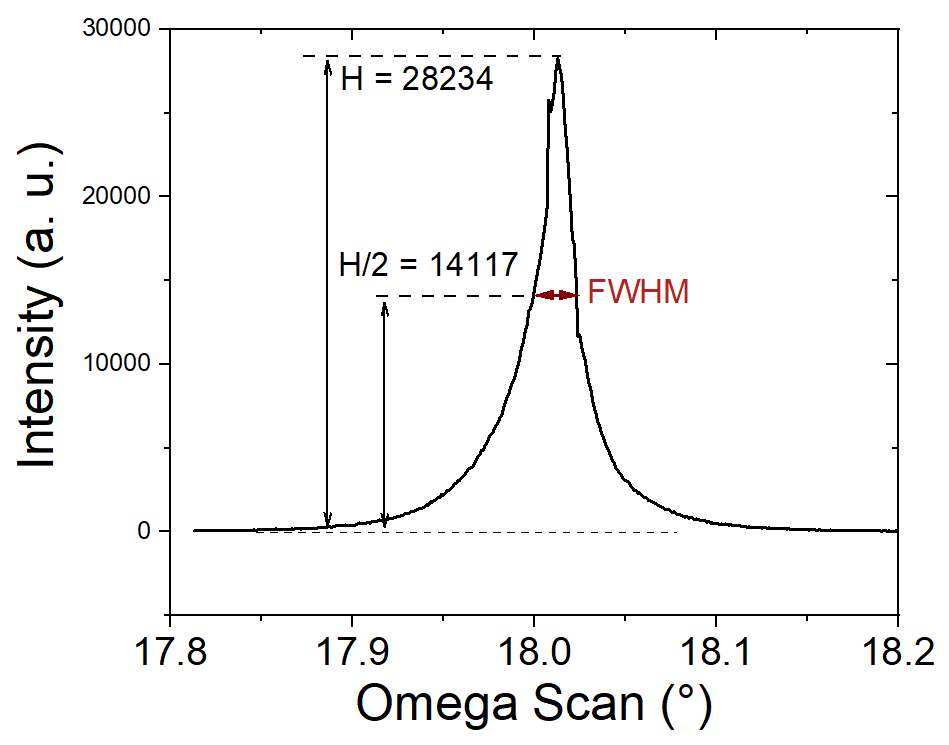 30000
H = 28234
20000
H/2 = 14117
FWHM
10000
0
Intensity (a. u.)
17.8 17.9 18.0 18.1 18.2
Omega Scan (°)